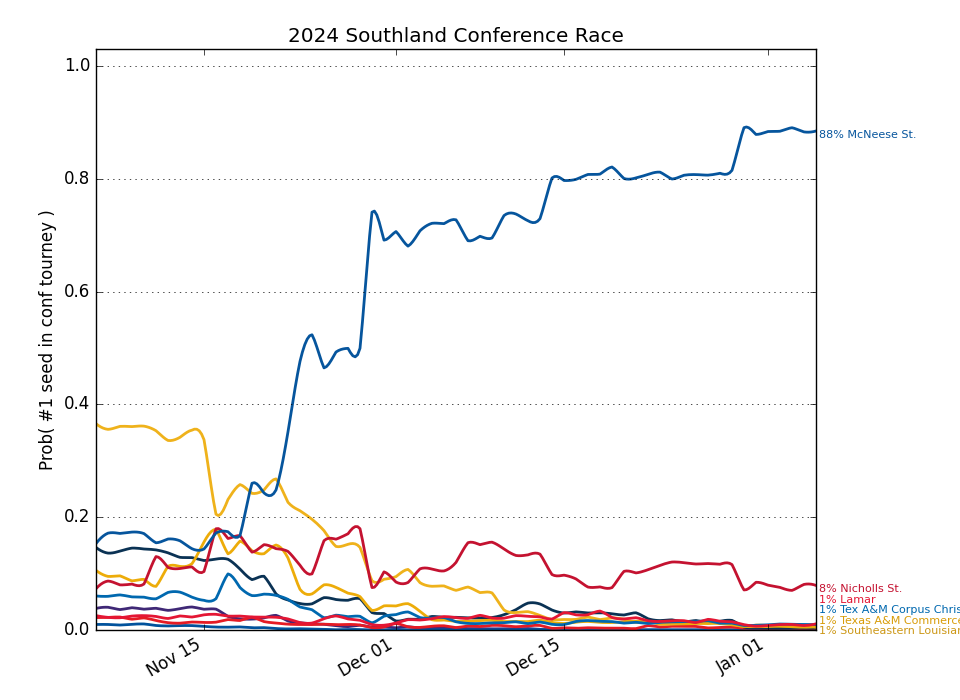 2024 Southland Conference Race
Prob( #1 seed in conf tourney )
1.0
0.8
0.6
0.4
0.2
0.0
Nov 15
Dec 01
Dec 15
Jan 01
88% McNeese St.
8% Nicholls St.
1% Lamar
1% Tex A&M Corpus Chris
1% Texas A&M Commerce
1% Southeastern Louisian